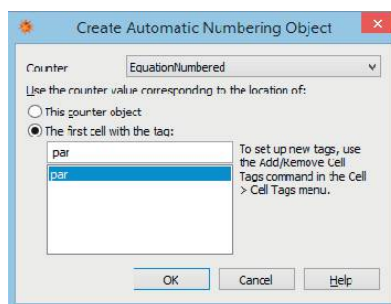 Create Automatic Numbering Object
Counter EquationNumbered
Use the counter value corresponding to the location of:
This counter object
The first cell with the tag:
par
par
To set up new tags, use
the Add/Remove Cell
Tags command in the Cell
> Cell Tags menu.
OK Cancel Help